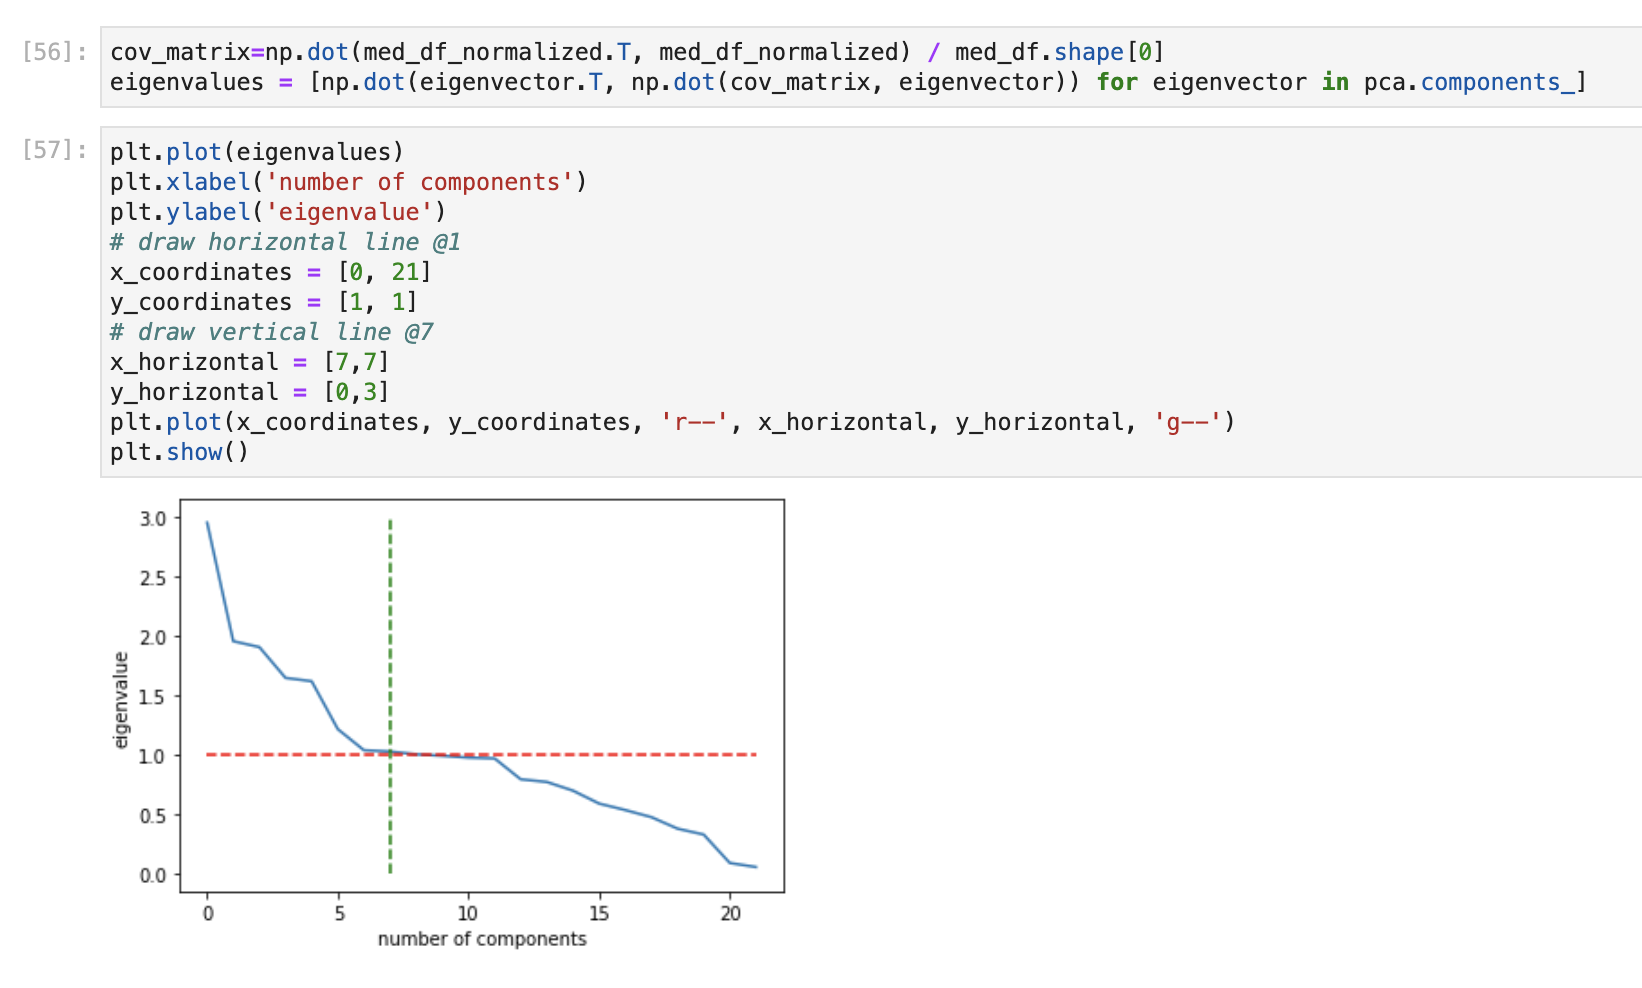 [56]:
cov_matrix=np.dot(med_df_normalized.T, med_df_normalized) / med_df.shape[0]
eigenvalues = [np.dot(eigenvector.T, np.dot(cov_matrix, eigenvector)) for eigenvector in pca.components_]
[57]:
plt.plot(eigenvalues)
plt.xlabel('number of components')
plt.ylabel('eigenvalue')
# draw horizontal line @1
x_coordinates = [0, 21]
y_coordinates = [1, 1]
# draw vertical line @7
x_horizontal = [7,7]
y_horizontal = [0,3]
plt.plot(x_coordinates, y_coordinates, 'r--', x_horizontal, y_horizontal, 'g--')
plt.show()
3.0
2.5
2.0
1.5
1.0
0.5
0.0
eigenvalue
0 5 10 15 20
number of components